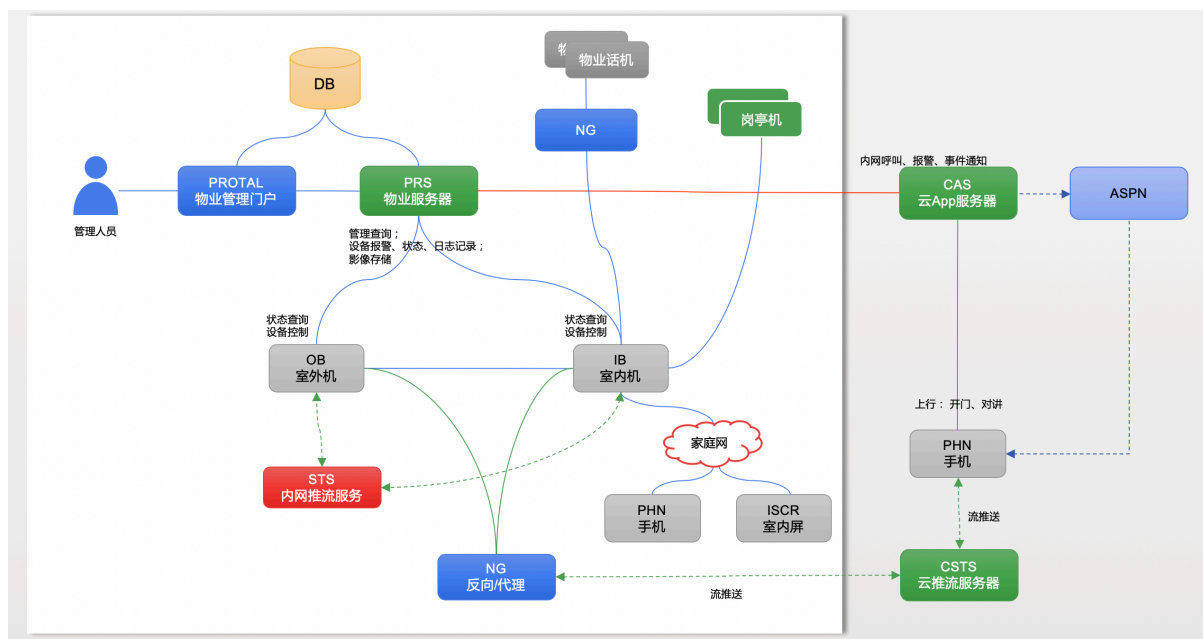 物
物业话机
DB
岗亭机
NG
内网呼叫、报警、事件通知
PROTAL
物业管理门户
PRS
物业服务器
CAS
云App服务器
ASPN
管理人员
管理查询；
设备报警、状态、日志记录；
影像存储
状态查询
设备控制
状态查询
设备控制
OB
室外机
IB
室内机
上行： 开门、对讲
家庭网
PHN
手机
STS
内网推流服务
PHN
手机
ISCR
室内屏
流推送
NG
反向/代理
CSTS
云推流服务器
流推送